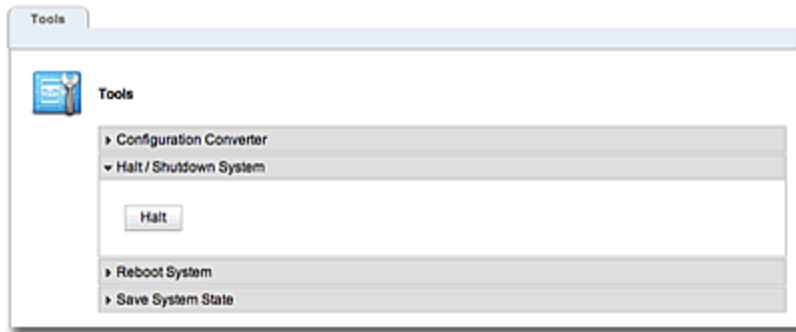 Tools
Tools
Configuration Converter
Halt / Shutdown System
Halt
Reboot System
Save System State